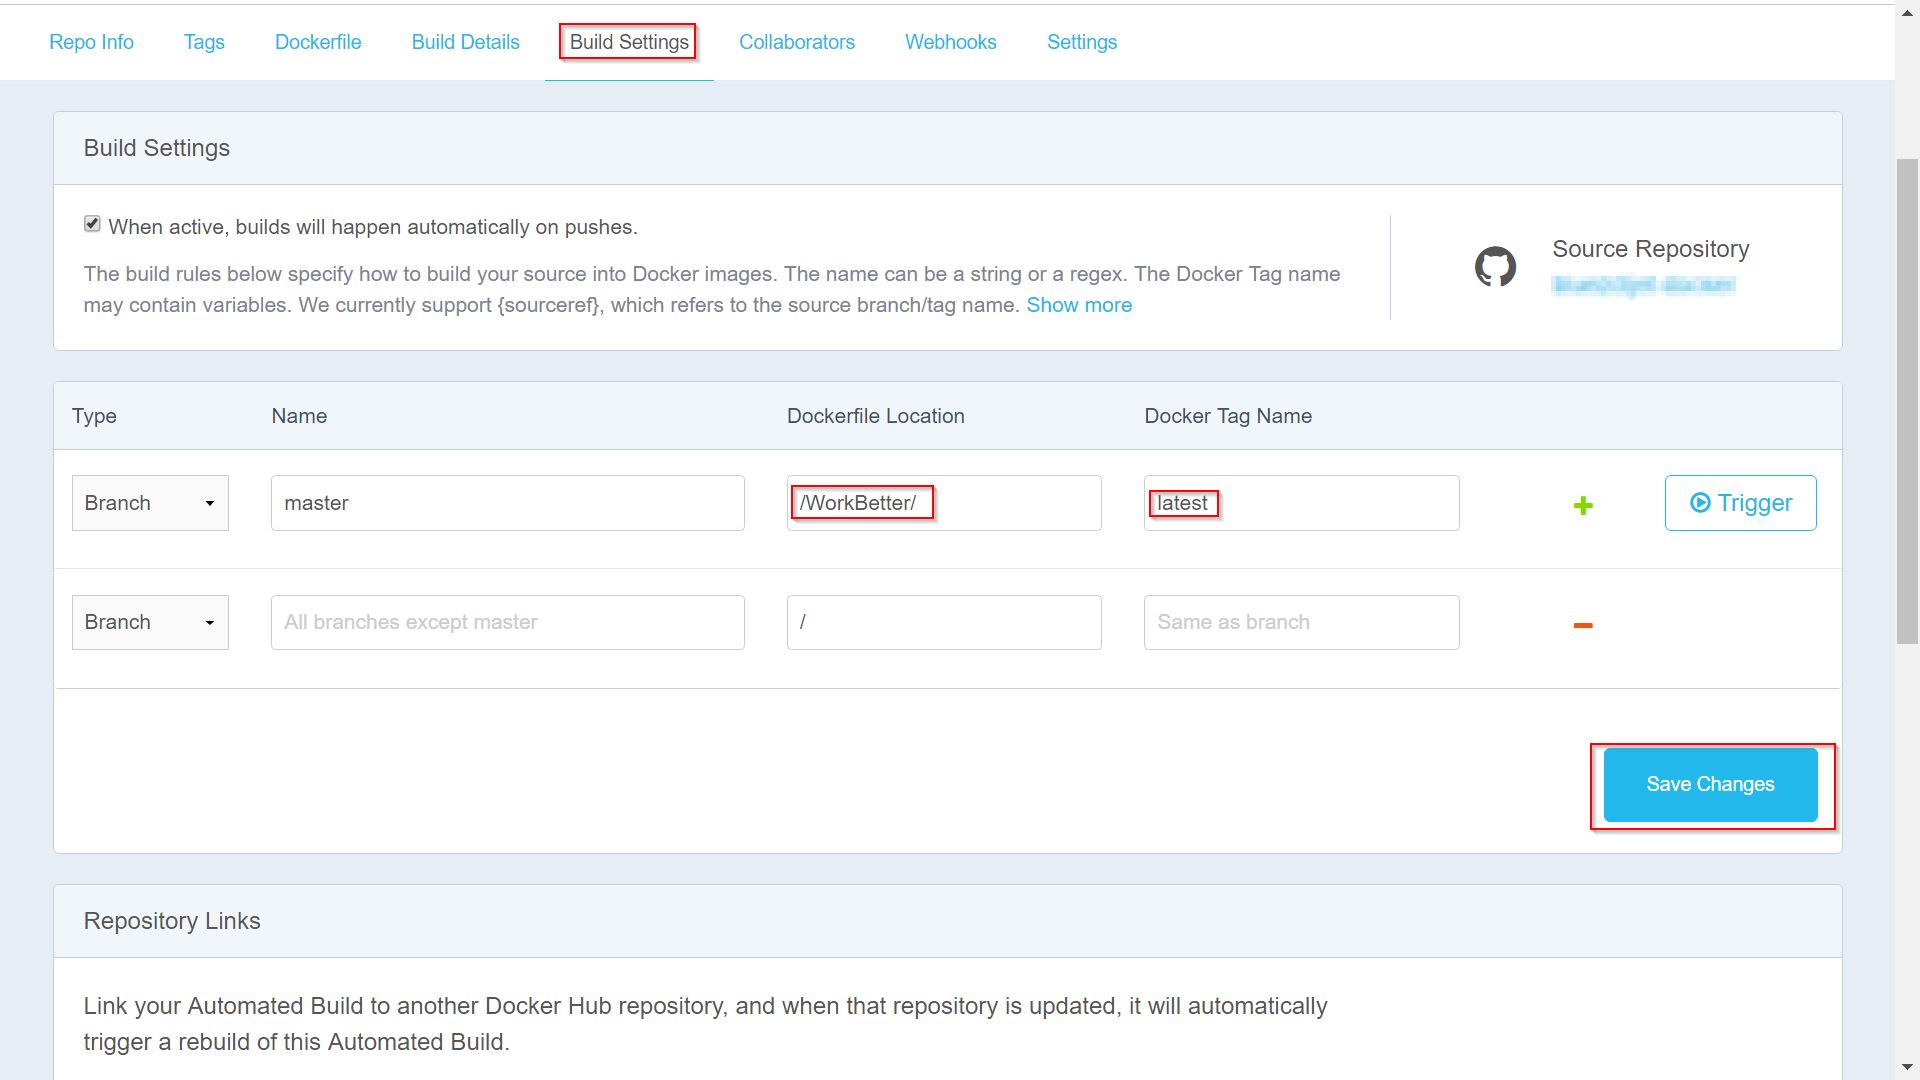 Repo Info Tags Dockerfile Build Details Build Settings Collaborators Webhooks Settings
Build Settings
When active, builds will happen automatically on pushes.
The build rules below specify how to build your source into Docker images. The name can be a string or a regex. The Docker Tag name
may contain variables. We currently support {sourceref}, which refers to the source branch/tag name. Show more
Source Repository
Type Name Dockerfile Location Docker Tag Name
Branch master /WorkBetter/ latest Trigger
Branch All branches except master / Same as branch
Save Changes
Repository Links
Link your Automated Build to another Docker Hub repository, and when that repository is updated, it will automatically
trigger a rebuild of this Automated Build.